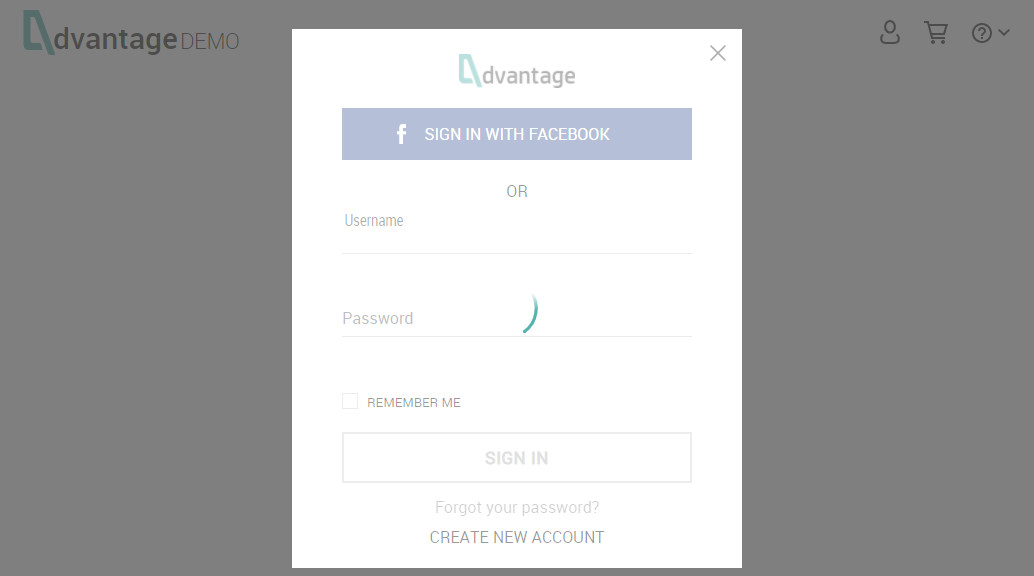 dvantage DEMO
dvantage
f SIGN IN WITH FACEBOOK
OR
Username
Password
REMEMBER ME
SIGN IN
Forgot your password?
CREATE NEW ACCOUNT